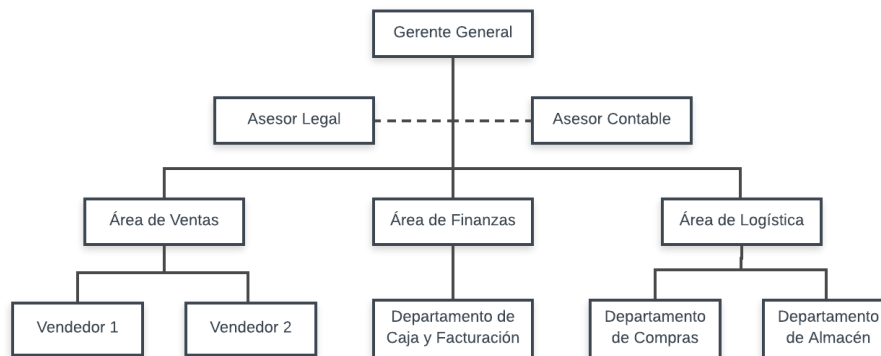 Gerente General
Asesor Legal
Asesor Contable
Área de Ventas
Área de Finanzas
Área de Logística
Vendedor 1
Vendedor 2
Departamento de
Caja y Facturación
Departamento
de Compras
Departamento
de Almacén